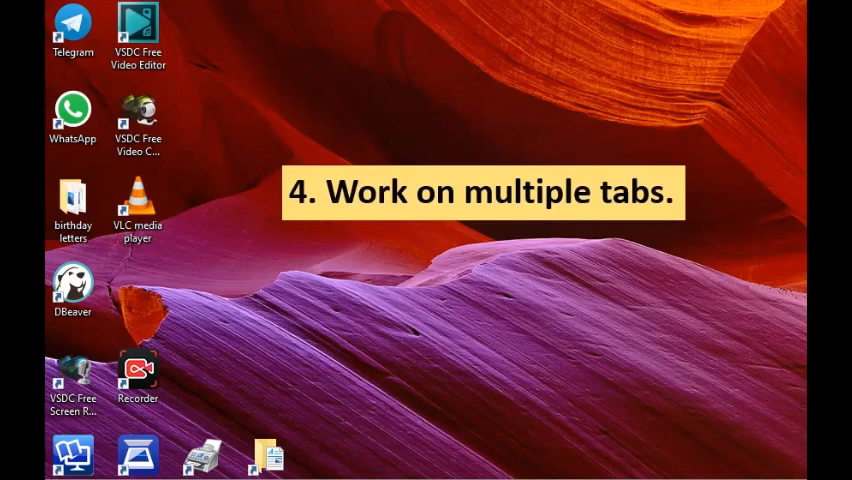 Telegram
VSDC Free
Video Editor
WhatsApp
VSDC Free
Video C...
birthday
letters
VLC media
player
DBeaver
VSDC Free
Screen R...
Recorder
4. Work on multiple tabs.